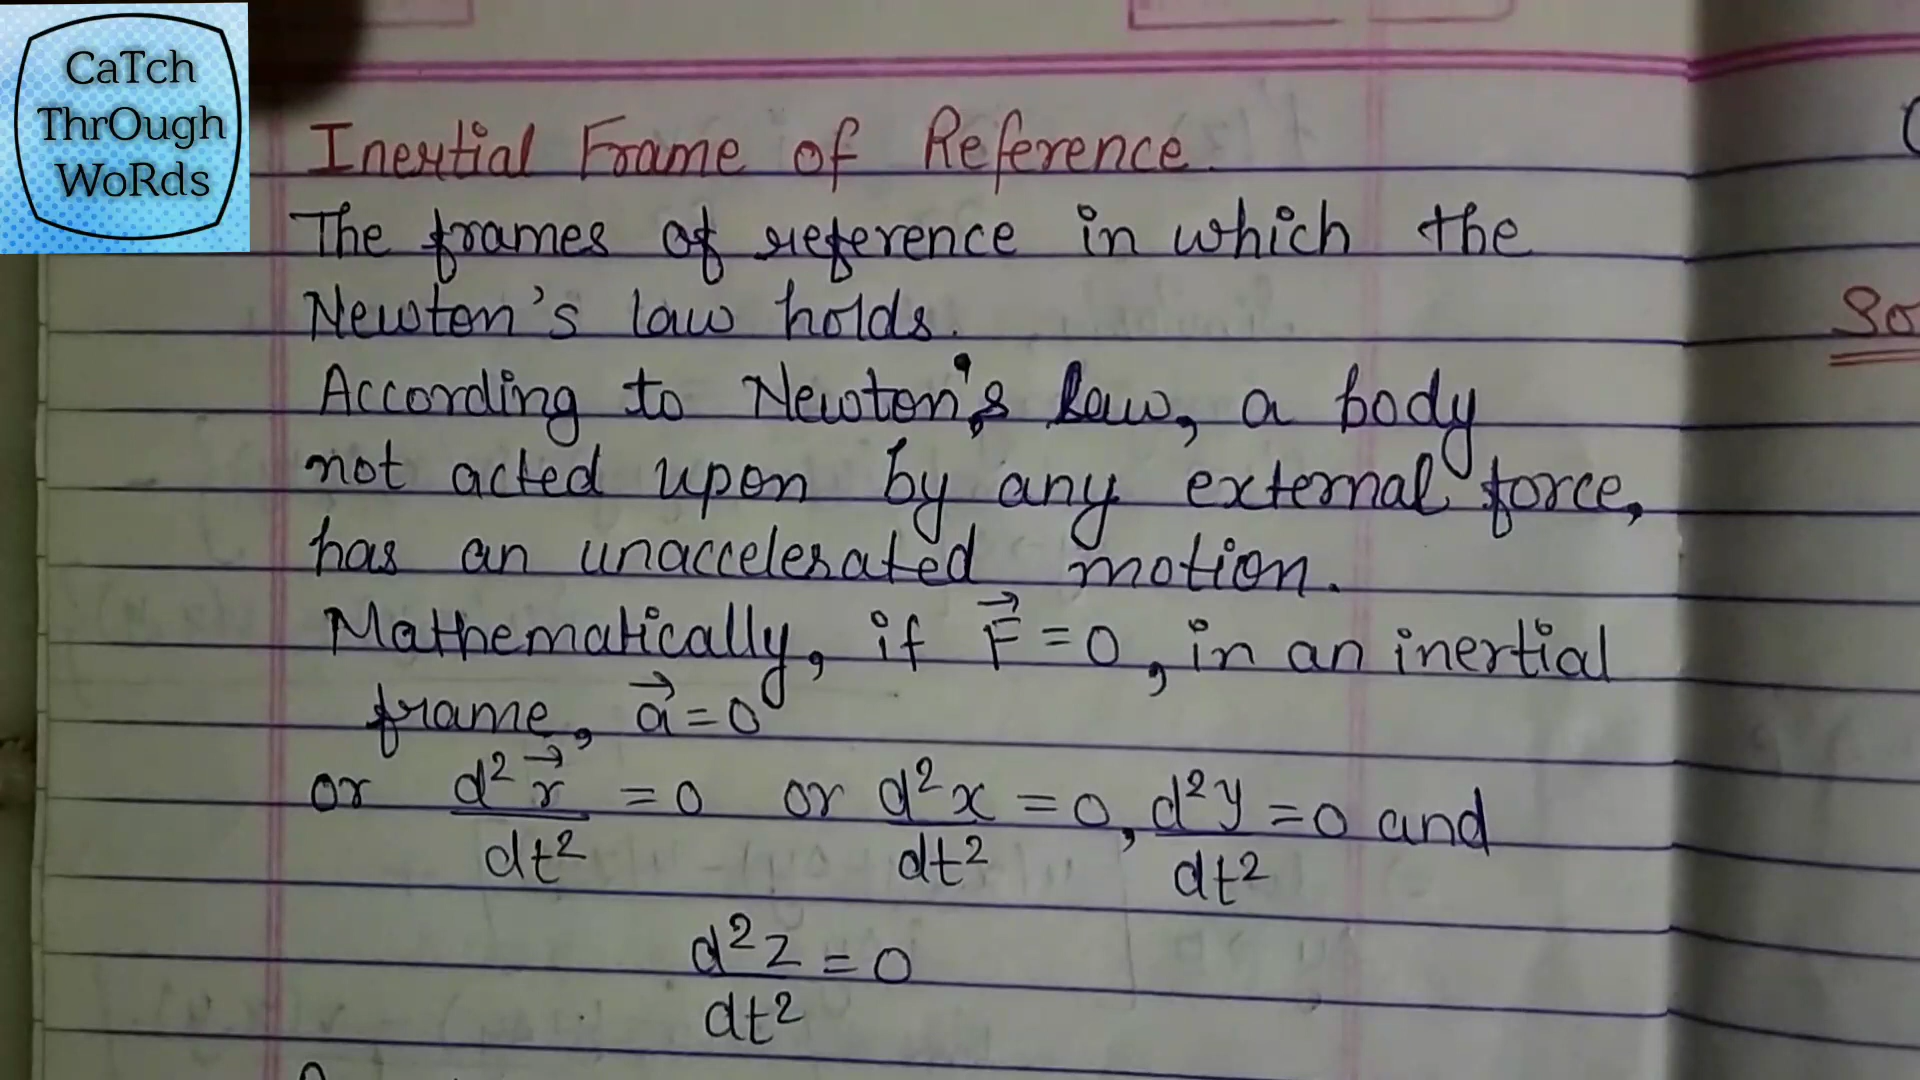 CaTch
ThrOugh
WoRds
Inertial Frame of Reference.
The frames of reference in which the
Newton's law holds.
According to Newton's Law, a body
not acted upon by any external force,
has an unaccelerated motion.
Mathematically, if F⃗ = 0, in an inertial
frame, a⃗ = 0
or d²r⃗/dt² = 0 or d²x/dt² = 0, d²y/dt² = 0 and
d²z/dt² = 0